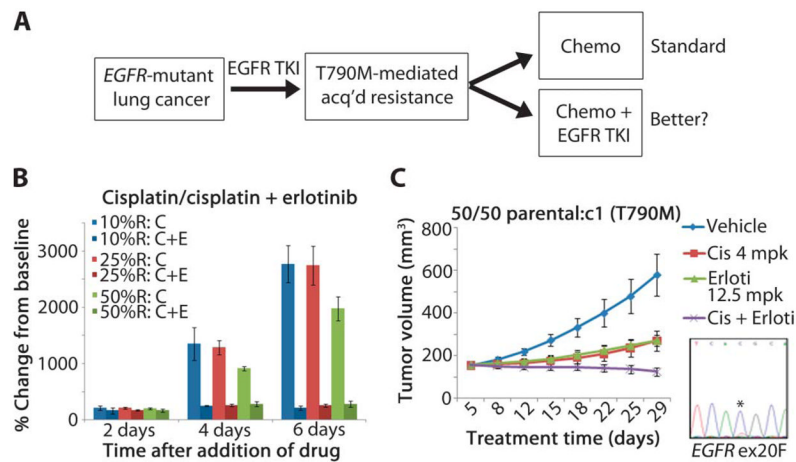 A
EGFR-mutant
lung cancer
EGFR TKI
T790M-mediated
acq'd resistance
Chemo
Standard
Chemo +
EGFR TKI
Better?
B
Cisplatin/cisplatin + erlotinib
10%R: C
10%R: C+E
25%R: C
25%R: C+E
50%R: C
50%R: C+E
% Change from baseline
3000
2000
1000
0
2 days
4 days
6 days
Time after addition of drug
C
50/50 parental:c1 (T790M)
Tumor volume (mm³)
800
600
400
200
0
5 8 12 15 18 22 25 29
Treatment time (days)
Vehicle
Cis 4 mpk
Erloti
12.5 mpk
Cis + Erloti
*
EGFR ex20F